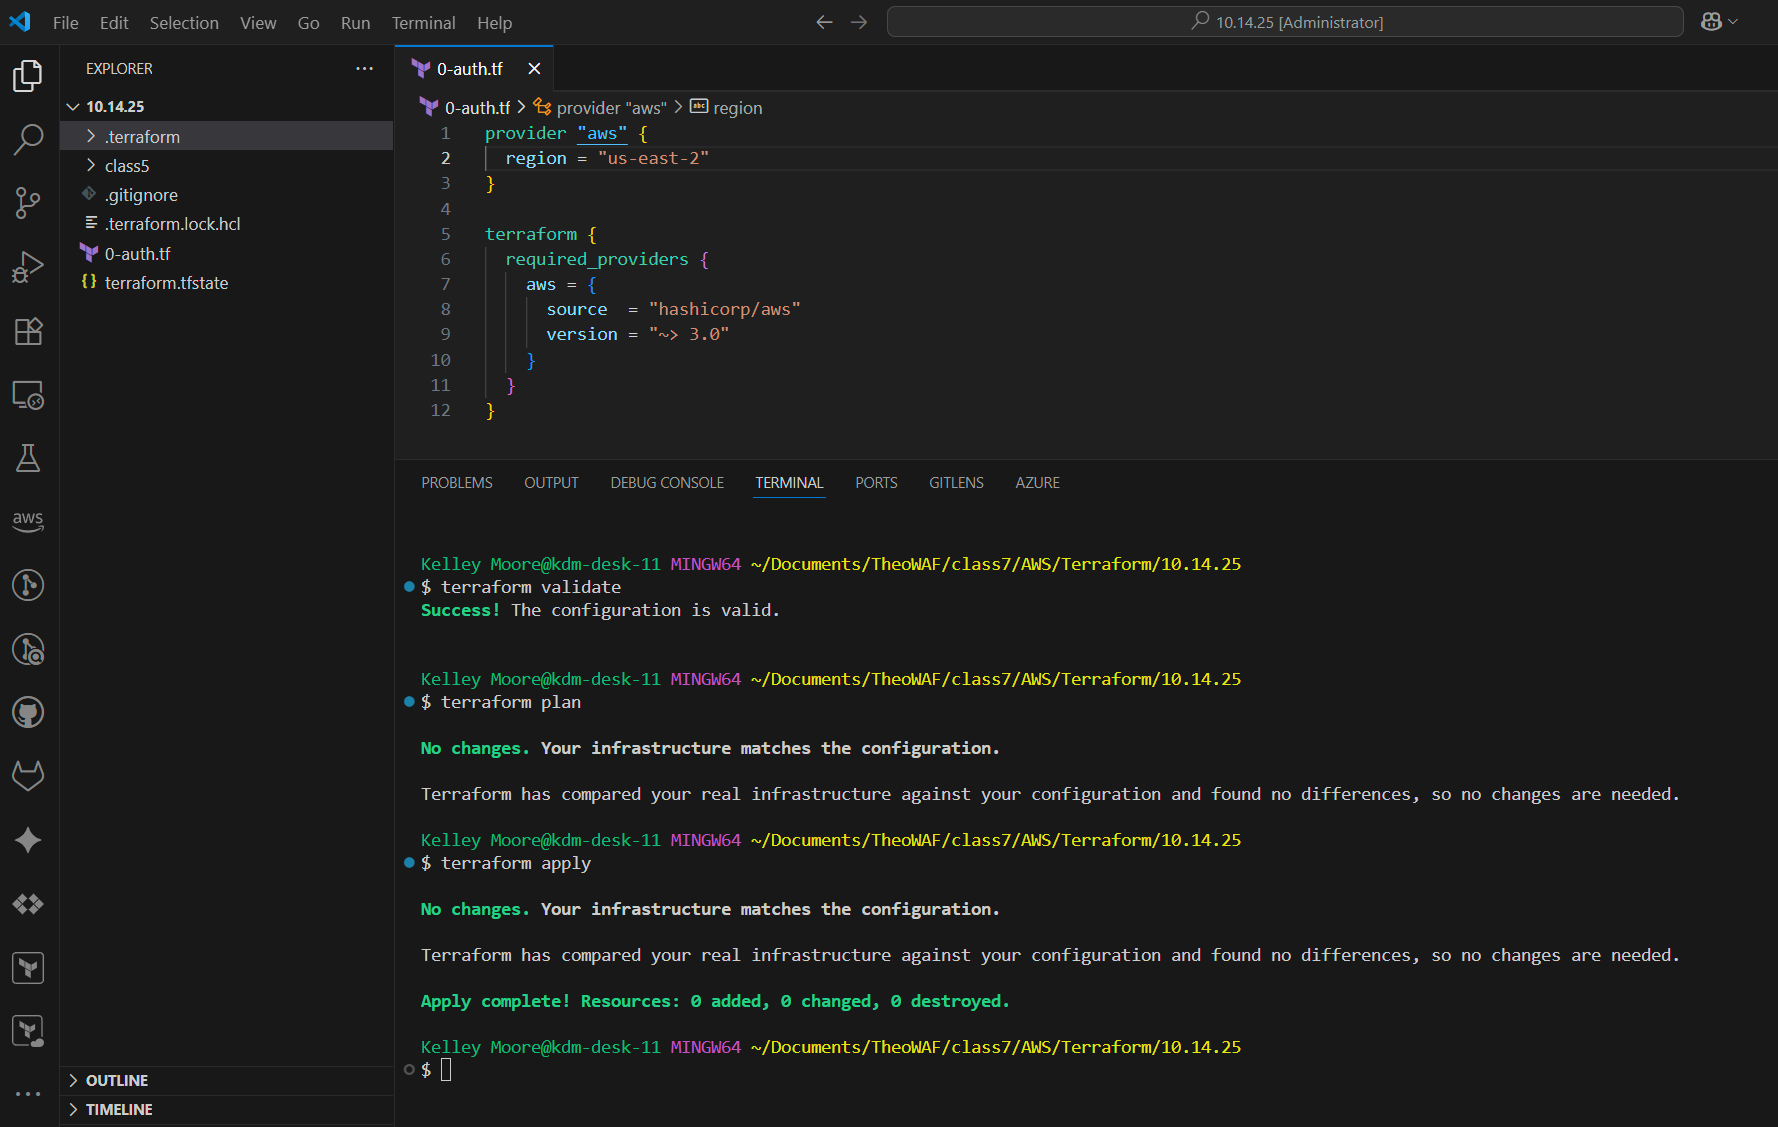 File Edit Selection View Go Run Terminal Help
10.14.25 [Administrator]
EXPLORER
10.14.25
.terraform
class5
.gitignore
.terraform.lock.hcl
0-auth.tf
terraform.tfstate
OUTLINE
TIMELINE
aws
0-auth.tf
0-auth.tf > provider "aws" > abc region
1 provider "aws" {
2 region = "us-east-2"
3 }
4
5 terraform {
6 required_providers {
7 aws = {
8 source  = "hashicorp/aws"
9 version = "~> 3.0"
10 }
11 }
12 }
PROBLEMS OUTPUT DEBUG CONSOLE TERMINAL PORTS GITLENS AZURE
Kelley Moore@kdm-desk-11 MINGW64 ~/Documents/TheoWAF/class7/AWS/Terraform/10.14.25
$ terraform validate
Success! The configuration is valid.
Kelley Moore@kdm-desk-11 MINGW64 ~/Documents/TheoWAF/class7/AWS/Terraform/10.14.25
$ terraform plan
No changes. Your infrastructure matches the configuration.
Terraform has compared your real infrastructure against your configuration and found no differences, so no changes are needed.
Kelley Moore@kdm-desk-11 MINGW64 ~/Documents/TheoWAF/class7/AWS/Terraform/10.14.25
$ terraform apply
No changes. Your infrastructure matches the configuration.
Terraform has compared your real infrastructure against your configuration and found no differences, so no changes are needed.
Apply complete! Resources: 0 added, 0 changed, 0 destroyed.
Kelley Moore@kdm-desk-11 MINGW64 ~/Documents/TheoWAF/class7/AWS/Terraform/10.14.25
$